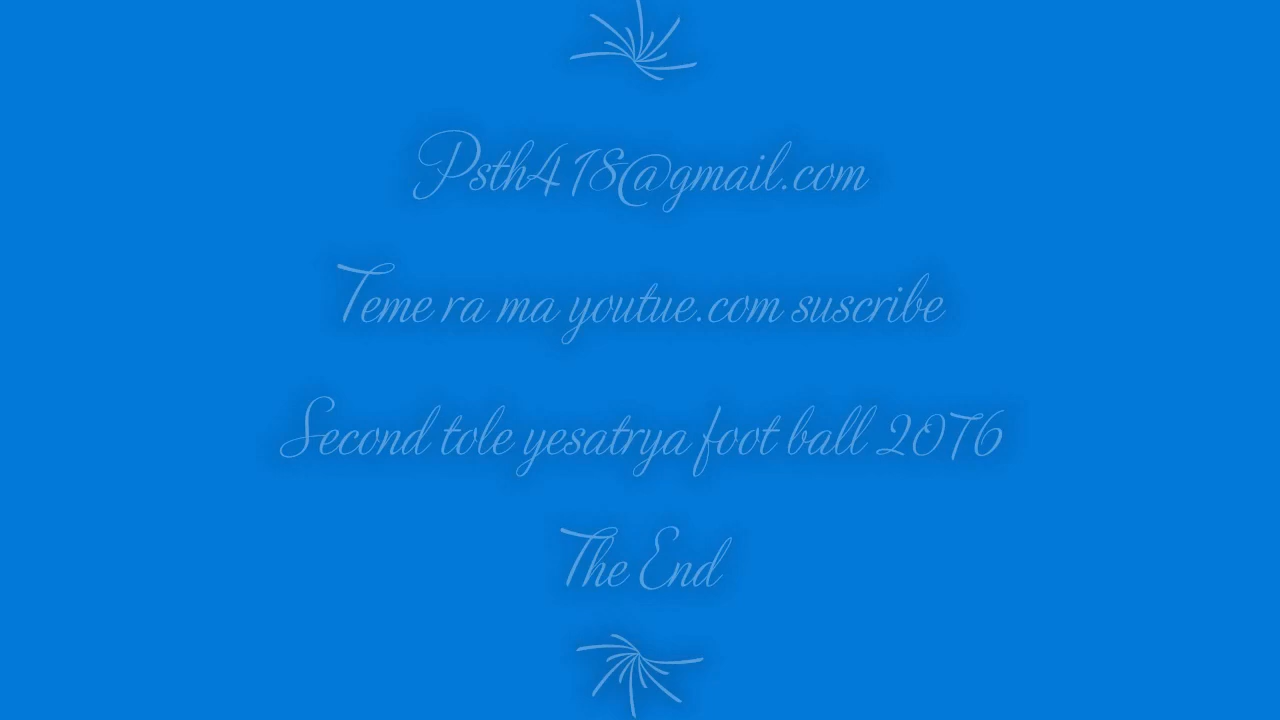 Psth418@gmail.com
Teme ra ma youtue.com suscribe
Second tole yesatrya foot ball 2076
The End